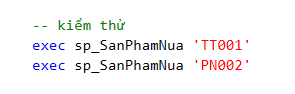 -- kiểm thử
exec sp_SanPhamNua 'TT001'
exec sp_SanPhamNua 'PN002'